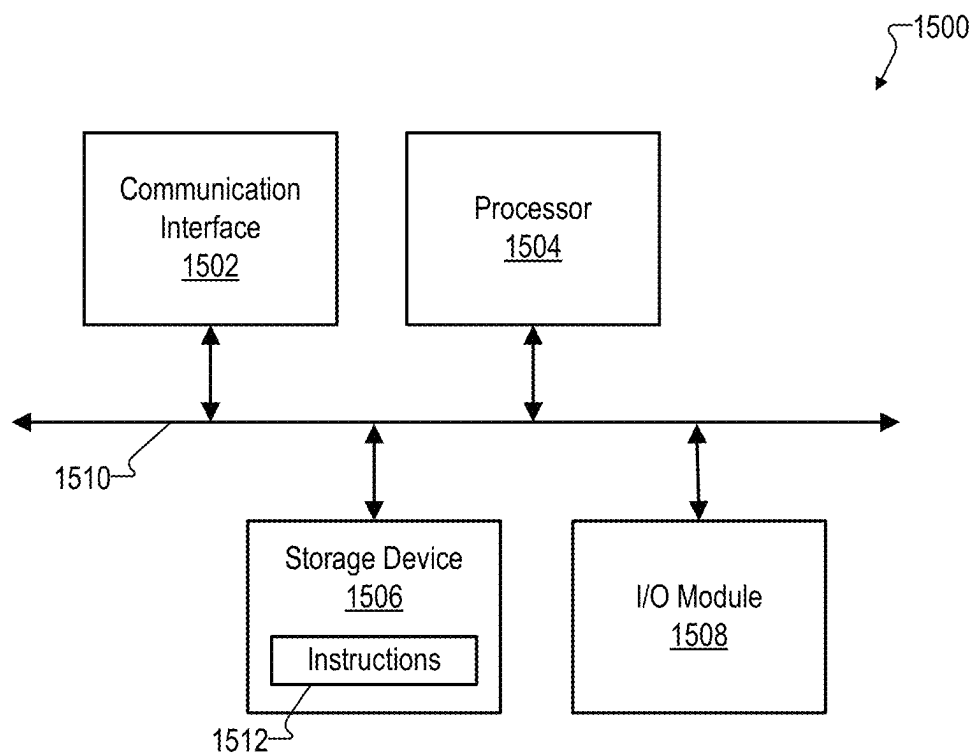 1500
Communication
Interface
1502
Processor
1504
1510
Storage Device
1506
Instructions
1512
I/O Module
1508